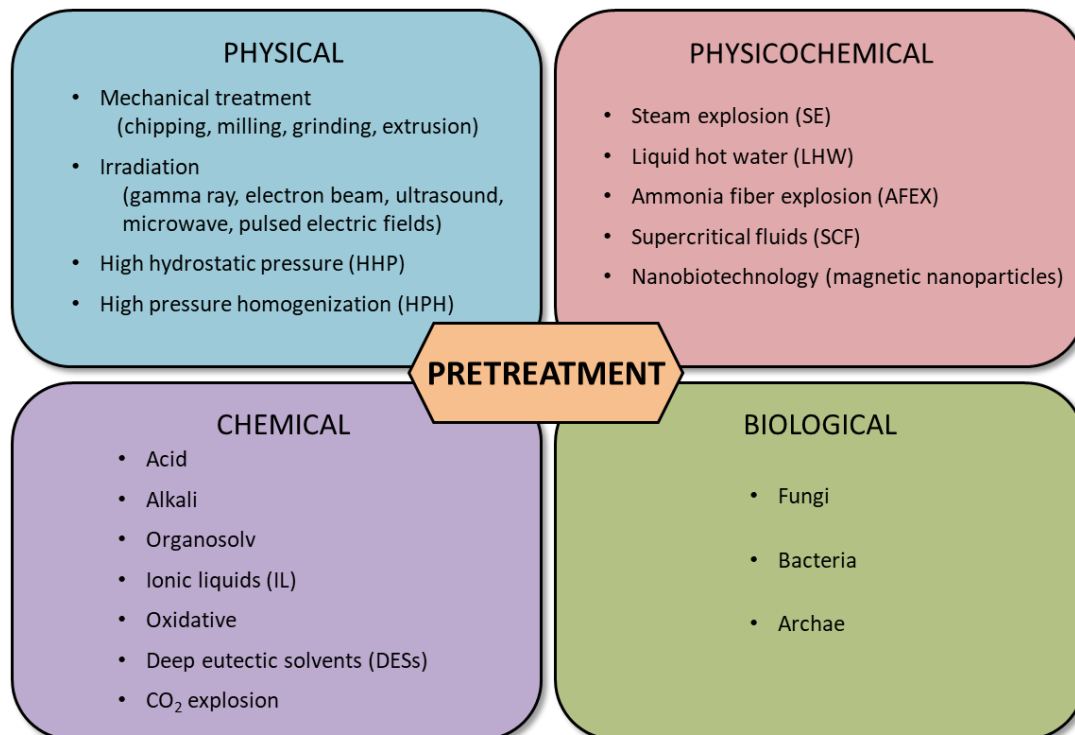 PHYSICAL
• Mechanical treatment
(chipping, milling, grinding, extrusion)
• Irradiation
(gamma ray, electron beam, ultrasound,
microwave, pulsed electric fields)
• High hydrostatic pressure (HHP)
• High pressure homogenization (HPH)
PHYSICOCHEMICAL
• Steam explosion (SE)
• Liquid hot water (LHW)
• Ammonia fiber explosion (AFEX)
• Supercritical fluids (SCF)
• Nanobiotechnology (magnetic nanoparticles)
PRETREATMENT
CHEMICAL
• Acid
• Alkali
• Organosolv
• Ionic liquids (IL)
• Oxidative
• Deep eutectic solvents (DESs)
• CO₂ explosion
BIOLOGICAL
• Fungi
• Bacteria
• Archae